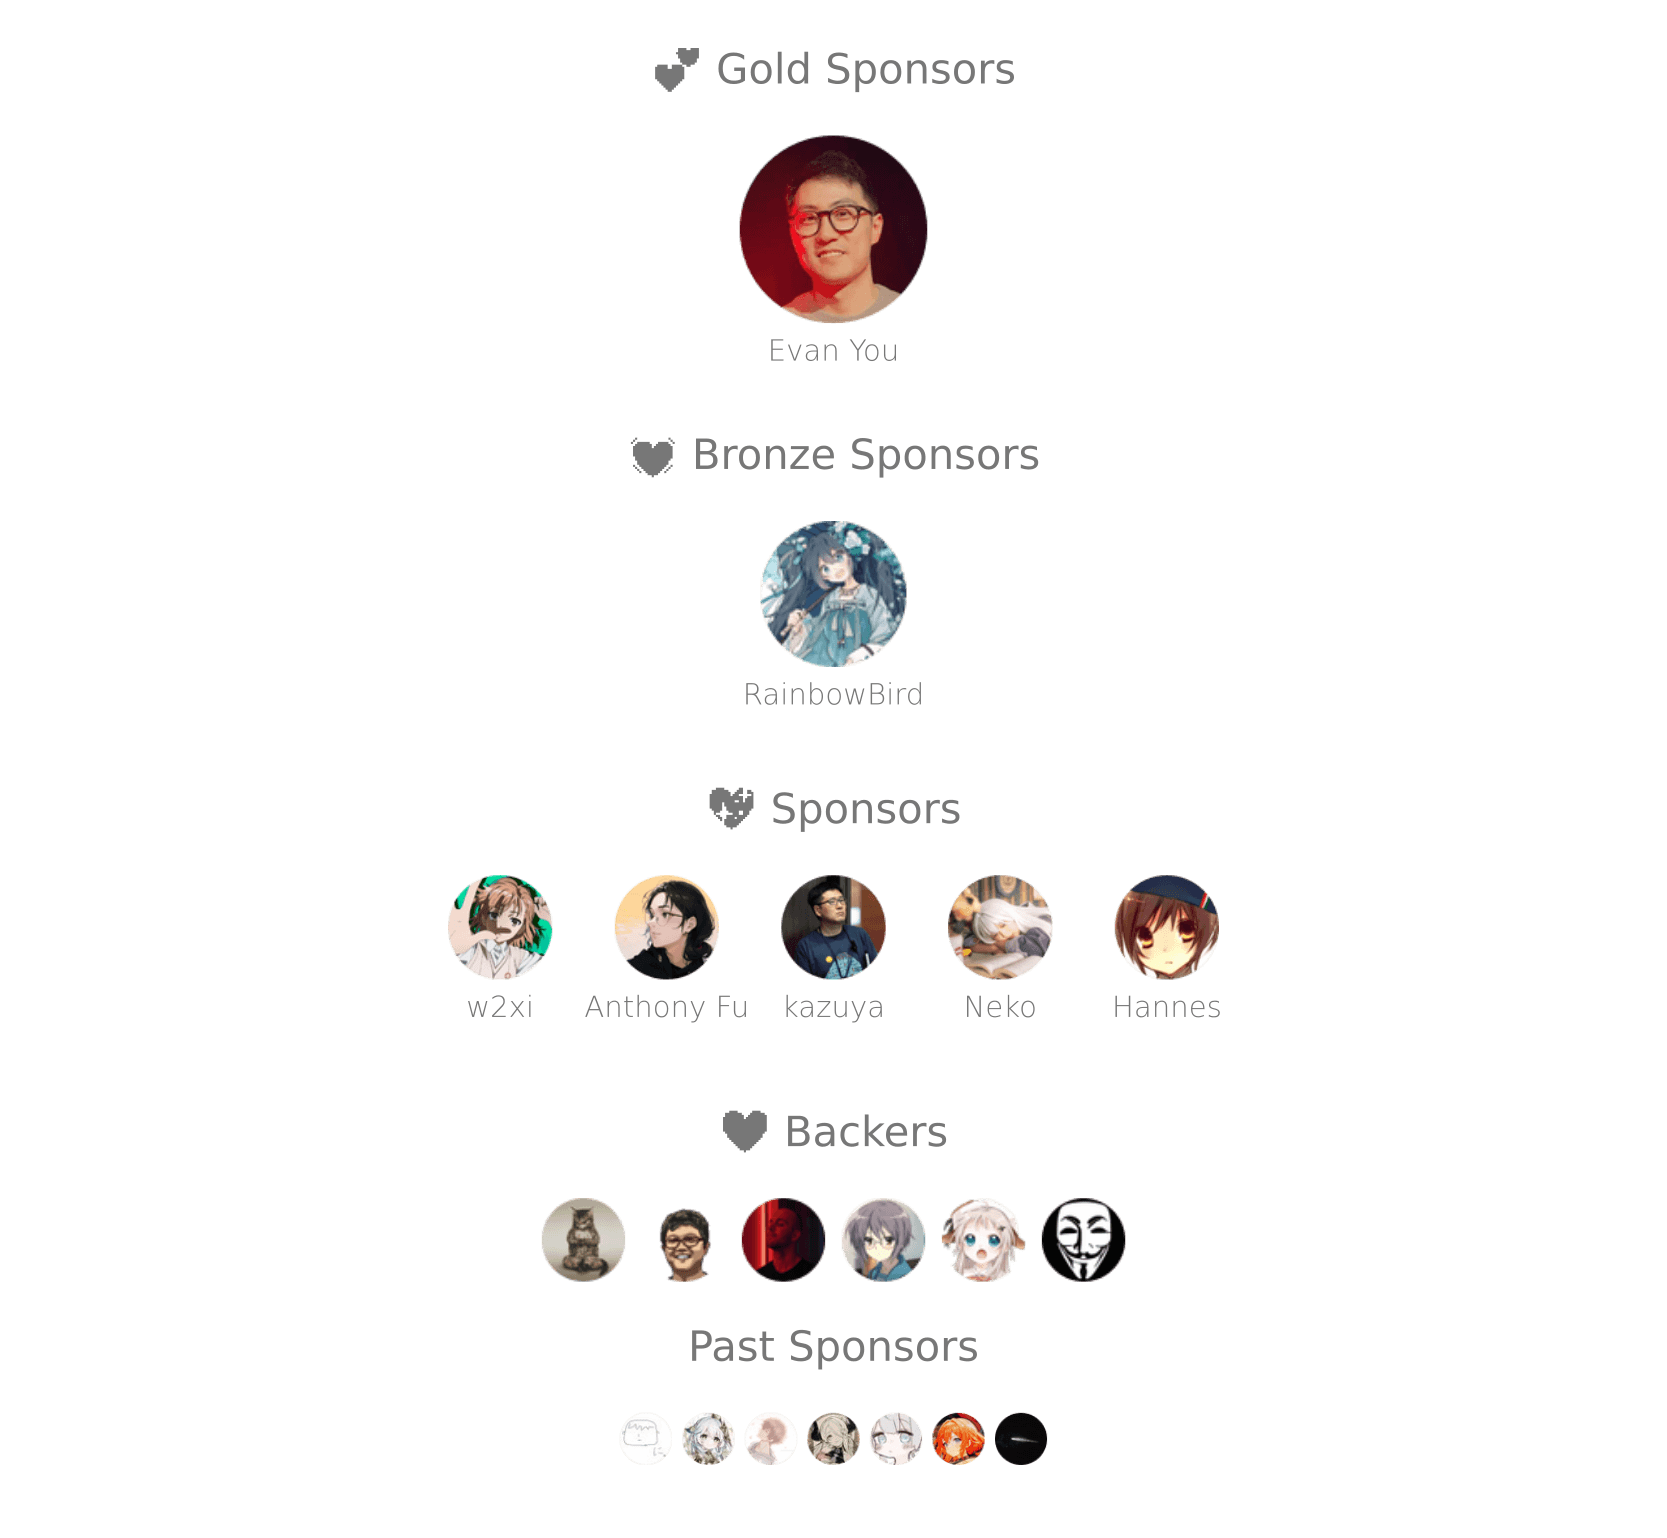 Gold Sponsors
Evan You
Bronze Sponsors
RainbowBird
Sponsors
w2xi
Anthony Fu
kazuya
Neko
Hannes
Backers
Past Sponsors